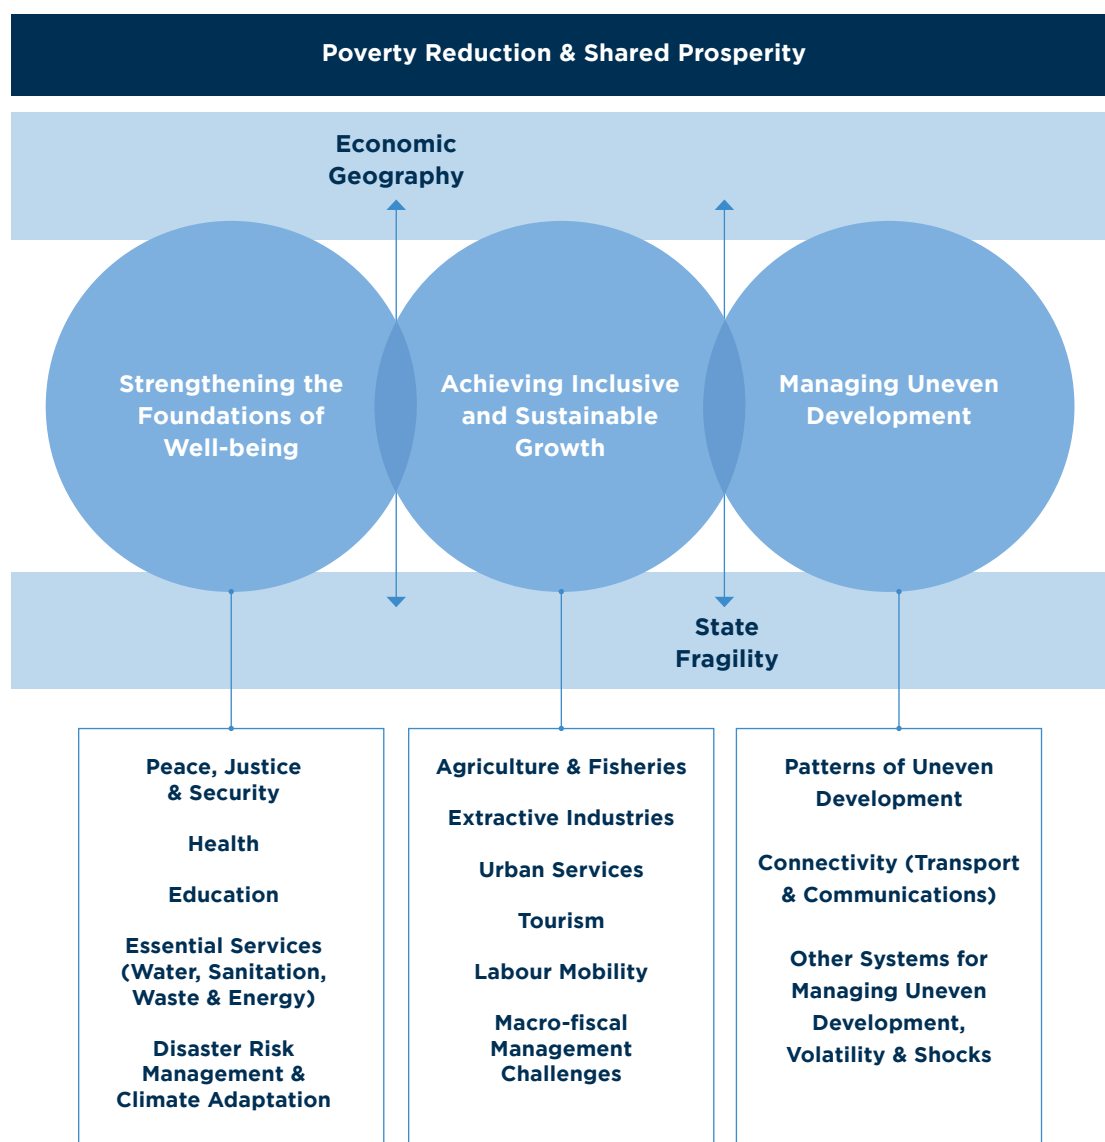 Poverty Reduction & Shared Prosperity
Economic
Geography
Strengthening the
Foundations of
Well-being
Achieving Inclusive
and Sustainable
Growth
Managing Uneven
Development
State
Fragility
Peace, Justice
& Security
Health
Education
Essential Services
(Water, Sanitation,
Waste & Energy)
Disaster Risk
Management &
Climate Adaptation
Agriculture & Fisheries
Extractive Industries
Urban Services
Tourism
Labour Mobility
Macro-fiscal
Management
Challenges
Patterns of Uneven
Development
Connectivity (Transport
& Communications)
Other Systems for
Managing Uneven
Development,
Volatility & Shocks